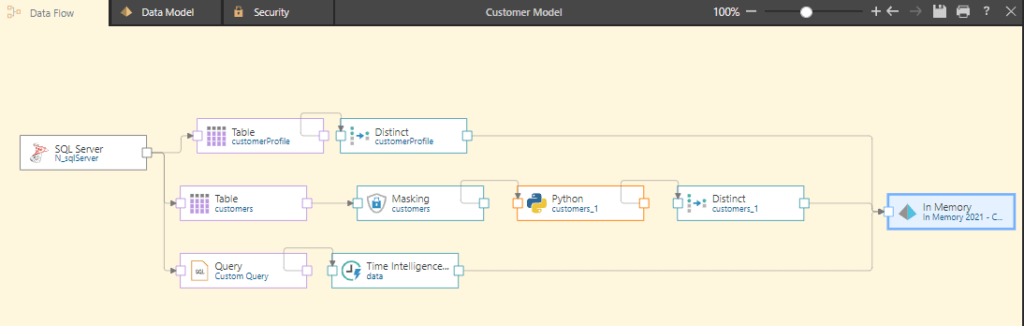 Data Flow
Data Model
Security
Customer Model
100%
?
Table
customerProfile
Distinct
customerProfile
SQL Server
N_sqlServer
Table
customers
Masking
customers
Python
customers_1
Distinct
customers_1
In Memory
In Memory 2021 - C...
SQL
Query
Custom Query
Time Intelligence...
data